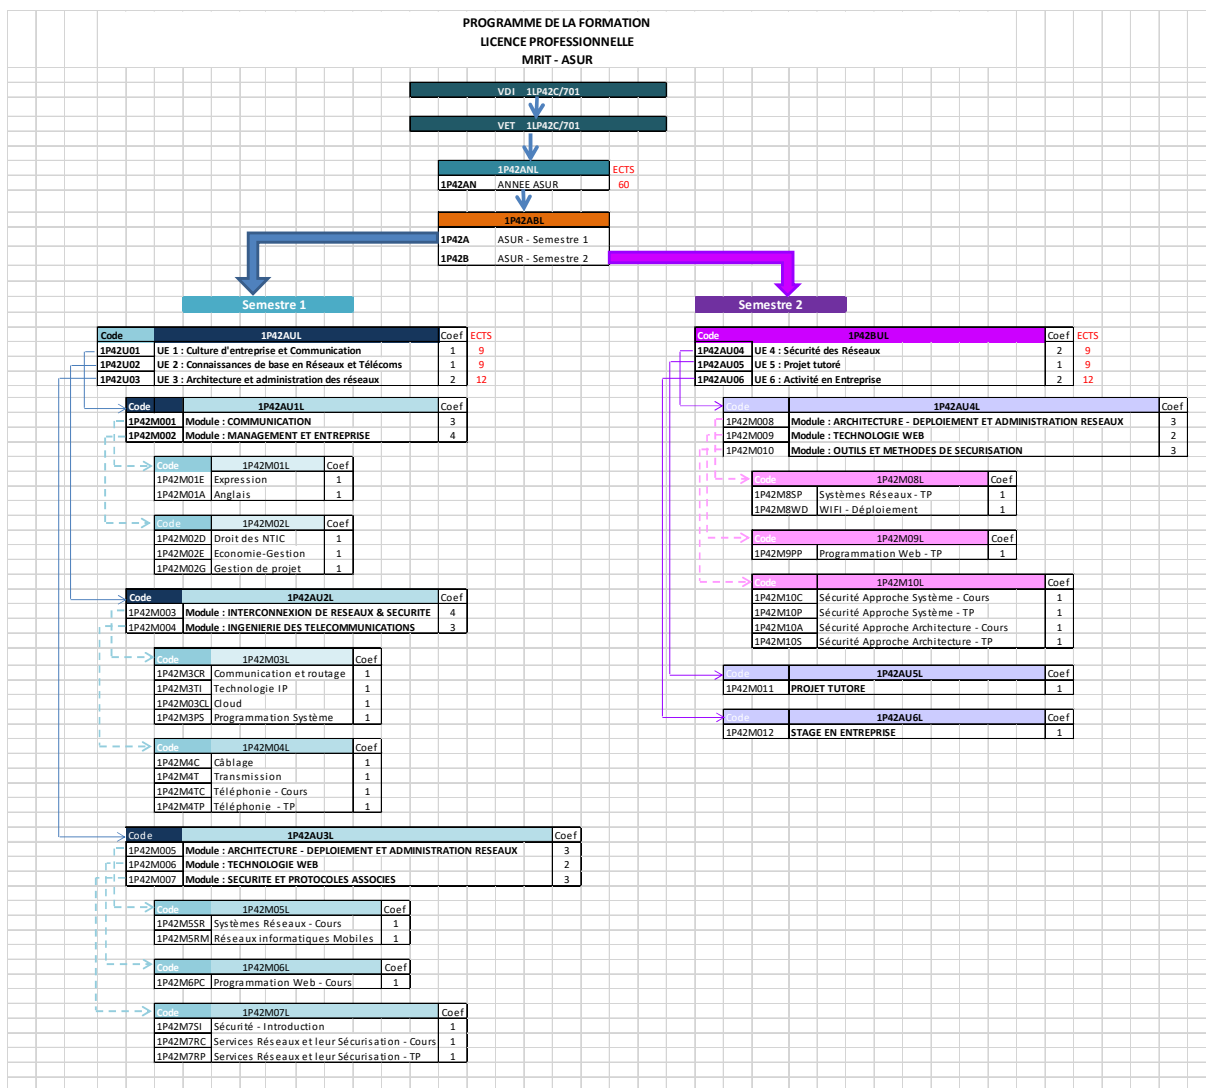 PROGRAMME DE LA FORMATION
LICENCE PROFESSIONNELLE
MRIT - ASUR
VDI 1LP42C/701
VET 1LP42C/701
1P42ANL ECTS
1P42AN ANNEE ASUR 60
1P42ABL
1P42A ASUR - Semestre 1
1P42B ASUR - Semestre 2
Semestre 1
Code 1P42AUL Coef ECTS
1P42U01 UE 1 : Culture d'entreprise et Communication 1 9
1P42U02 UE 2 : Connaissances de base en Réseaux et Télécoms 1 9
1P42U03 UE 3 : Architecture et administration des réseaux 2 12
Code 1P42AU1L Coef
1P42M001 Module : COMMUNICATION 3
1P42M002 Module : MANAGEMENT ET ENTREPRISE 4
Code 1P42M01L Coef
1P42M01E Expression 1
1P42M01A Anglais 1
Code 1P42M02L Coef
1P42M02D Droit des NTIC 1
1P42M02E Economie-Gestion 1
1P42M02G Gestion de projet 1
Code 1P42AU2L Coef
1P42M003 Module : INTERCONNEXION DE RESEAUX & SECURITE 4
1P42M004 Module : INGENIERIE DES TELECOMMUNICATIONS 3
Code 1P42M03L Coef
1P42M3CR Communication et routage 1
1P42M3TI Technologie IP 1
1P42M03CL Cloud 1
1P42M3PS Programmation Système 1
Code 1P42M04L Coef
1P42M4C Câblage 1
1P42M4T Transmission 1
1P42M4TC Téléphonie - Cours 1
1P42M4TP Téléphonie - TP 1
Code 1P42AU3L Coef
1P42M005 Module : ARCHITECTURE - DEPLOIEMENT ET ADMINISTRATION RESEAUX 3
1P42M006 Module : TECHNOLOGIE WEB 2
1P42M007 Module : SECURITE ET PROTOCOLES ASSOCIES 3
Code 1P42M05L Coef
1P42M5SR Systèmes Réseaux - Cours 1
1P42M5RM Réseaux informatiques Mobiles 1
Code 1P42M06L Coef
1P42M6PC Programmation Web - Cours 1
Code 1P42M07L Coef
1P42M7SI Sécurité - Introduction 1
1P42M7RC Services Réseaux et leur Sécurisation - Cours 1
1P42M7RP Services Réseaux et leur Sécurisation - TP 1
Semestre 2
Code 1P42BUL Coef ECTS
1P42AU04 UE 4 : Sécurité des Réseaux 2 9
1P42AU05 UE 5 : Projet tutoré 1 9
1P42AU06 UE 6 : Activité en Entreprise 2 12
Code 1P42AU4L Coef
1P42M008 Module : ARCHITECTURE - DEPLOIEMENT ET ADMINISTRATION RESEAUX 3
1P42M009 Module : TECHNOLOGIE WEB 2
1P42M010 Module : OUTILS ET METHODES DE SECURISATION 3
Code 1P42M08L Coef
1P42M8SP Systèmes Réseaux - TP 1
1P42M8WD WIFI - Déploiement 1
Code 1P42M09L Coef
1P42M9PP Programmation Web - TP 1
Code 1P42M10L Coef
1P42M10C Sécurité Approche Système - Cours 1
1P42M10P Sécurité Approche Système - TP 1
1P42M10A Sécurité Approche Architecture - Cours 1
1P42M10S Sécurité Approche Architecture - TP 1
Code 1P42AU5L Coef
1P42M011 PROJET TUTORE 1
Code 1P42AU6L Coef
1P42M012 STAGE EN ENTREPRISE 1